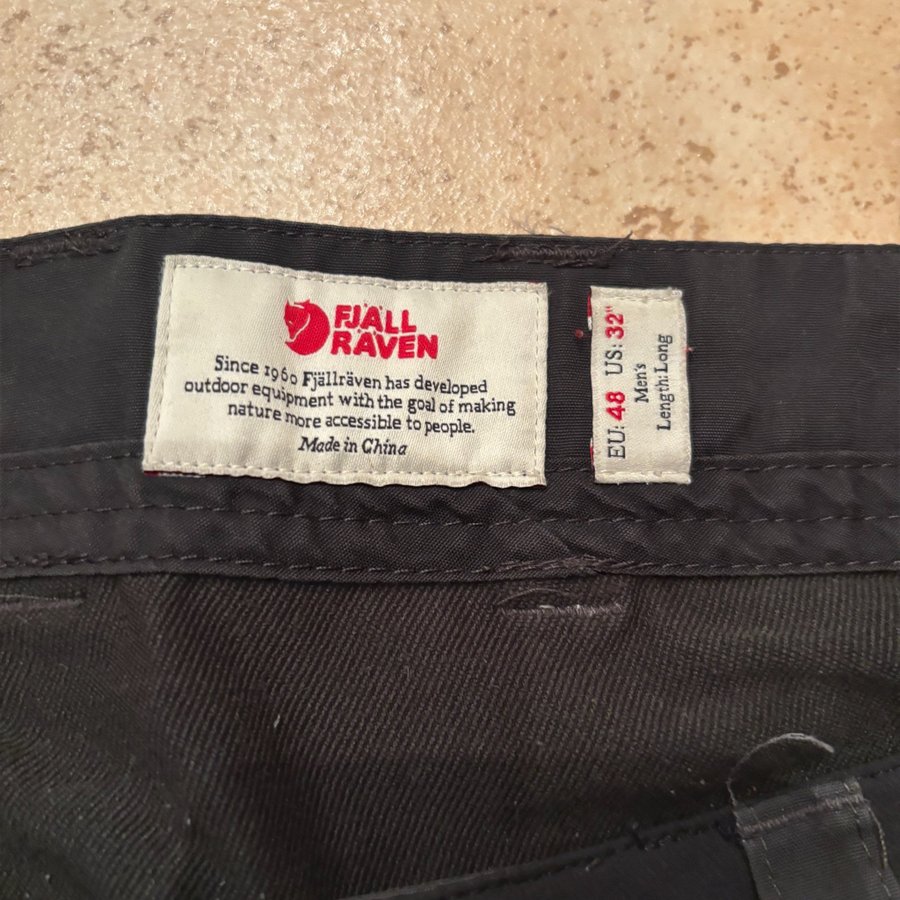 FJÄLL
RÄVEN
Since 1960 Fjällräven has developed
outdoor equipment with the goal of making
nature more accessible to people.
Made in China
EU: 48 US: 32"
Men's
Length: Long